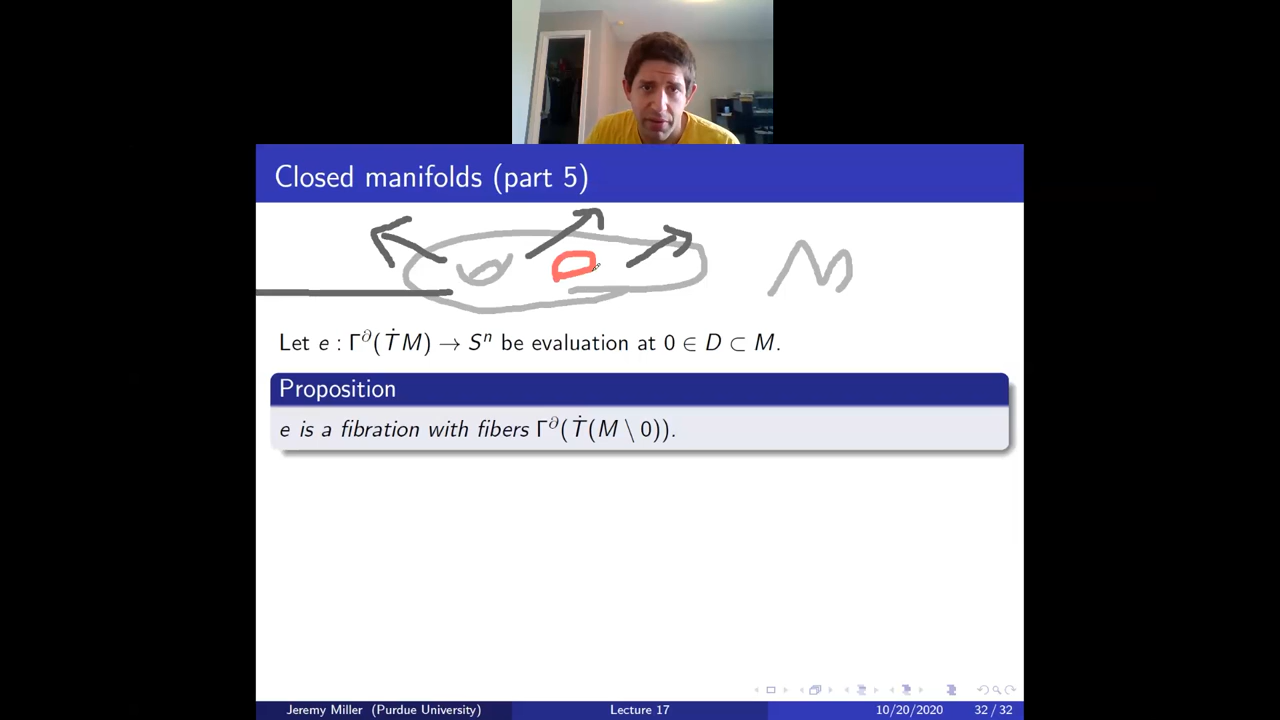 Closed manifolds (part 5)
M
Let e : Γ^∂(ṪM) → Sⁿ be evaluation at 0 ∈ D ⊂ M.
Proposition
e is a fibration with fibers Γ^∂(Ṫ(M \ 0)).
Jeremy Miller (Purdue University) Lecture 17 10/20/2020 32 / 32